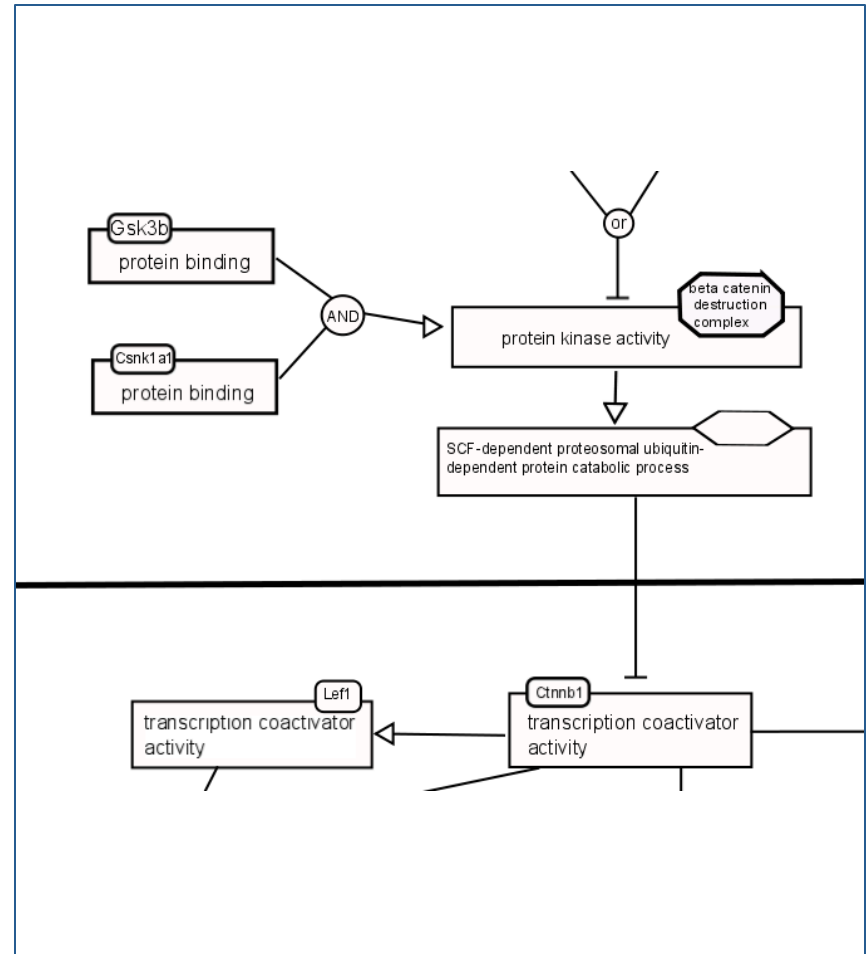 Gsk3b
protein binding
or
beta catenin
destruction
complex
AND
protein kinase activity
Csnk1a1
protein binding
SCF-dependent proteosomal ubiquitin-
dependent protein catabolic process
Lef1
transcription coactivator
activity
Ctnnb1
transcription coactivator
activity